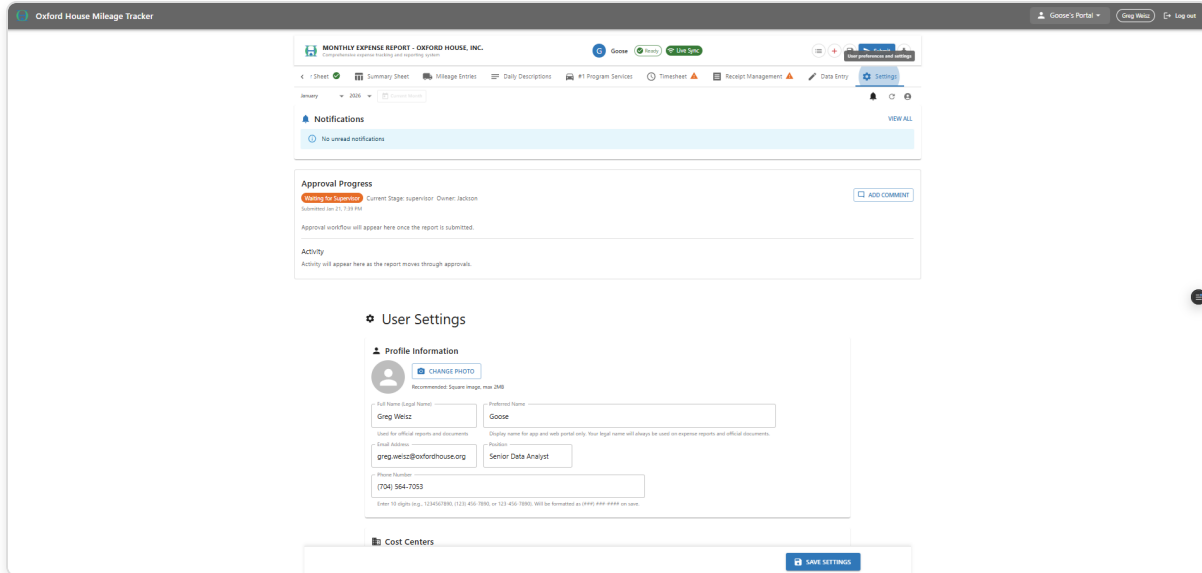 Oxford House Mileage Tracker
Goose's Portal
Greg Weisz
Log out
MONTHLY EXPENSE REPORT - OXFORD HOUSE, INC.
Comprehensive expense tracking and reporting system
G Goose Ready Live Sync
Submit
User preferences and settings
Sheet Summary Sheet Mileage Entries Daily Descriptions #1 Program Services Timesheet Receipt Management Data Entry Settings
January 2026
Notifications
VIEW ALL
No unread notifications
Approval Progress
Waiting for Supervisor Current Stage: supervisor Owner: Jackson
ADD COMMENT
Submitted Jan 21, 7:39 PM
Approval workflow will appear here once the report is submitted.
Activity
Activity will appear here as the report moves through approvals.
User Settings
Profile Information
CHANGE PHOTO
Recommended: Square image, max 2MB
Full Name (Legal Name)
Greg Weisz
Used for official reports and documents
Preferred Name
Goose
Display name for app and web portal only. Your legal name will always be used on expense reports and official documents.
Email Address
greg.weisz@oxfordhouse.org
Position
Senior Data Analyst
Phone Number
(704) 564-7053
Enter 10 digits (e.g., 1234567890, (123) 456-7890, or 123-456-7890). Will be formatted as (###) ###-#### on save.
Cost Centers
SAVE SETTINGS